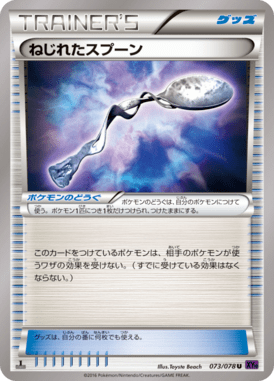 TRAINER'S
グッズ
ねじれたスプーン
ポケモンのどうぐ
ポケモンのどうぐは、自分のポケモンにつけて
使う。ポケモン1匹につき1枚だけつけられ、つけたままにする。
このカードをつけているポケモンは、相手のポケモンが
使うワザの効果を受けない。（すでに受けている効果はなく
ならない。）
グッズは、自分の番に何枚でも使える。
Illus.Toyste Beach
073/078 U
©2016 Pokémon/Nintendo/Creatures/GAME FREAK.